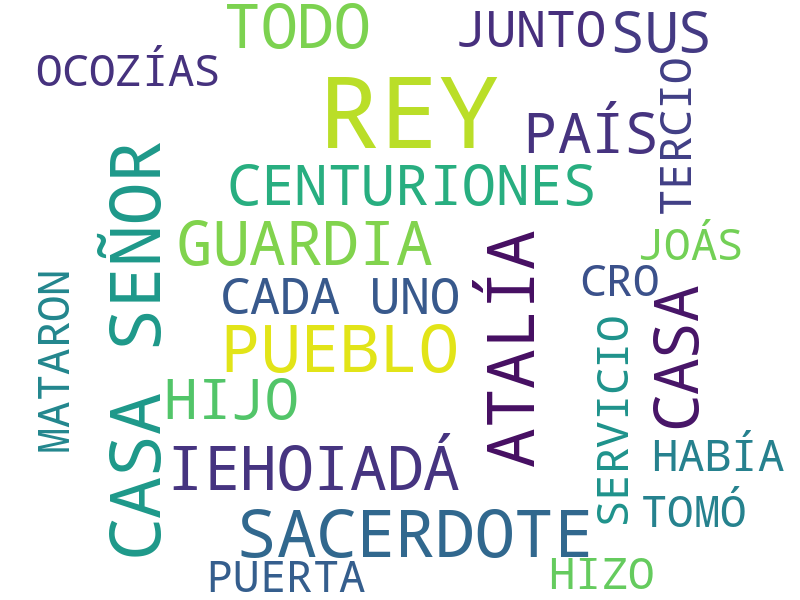 TODO
JUNTO
SUS
OCOZÍAS
REY
TERCIO
PAÍS
CENTURIONES
CASA SEÑOR
GUARDIA
JOÁS
ATALÍA
CADA UNO
CRO
MATARON
CASA
PUEBLO
SERVICIO
HIJO
IEHOIADÁ
HABÍA
TOMÓ
SACERDOTE
PUERTA
HIZO